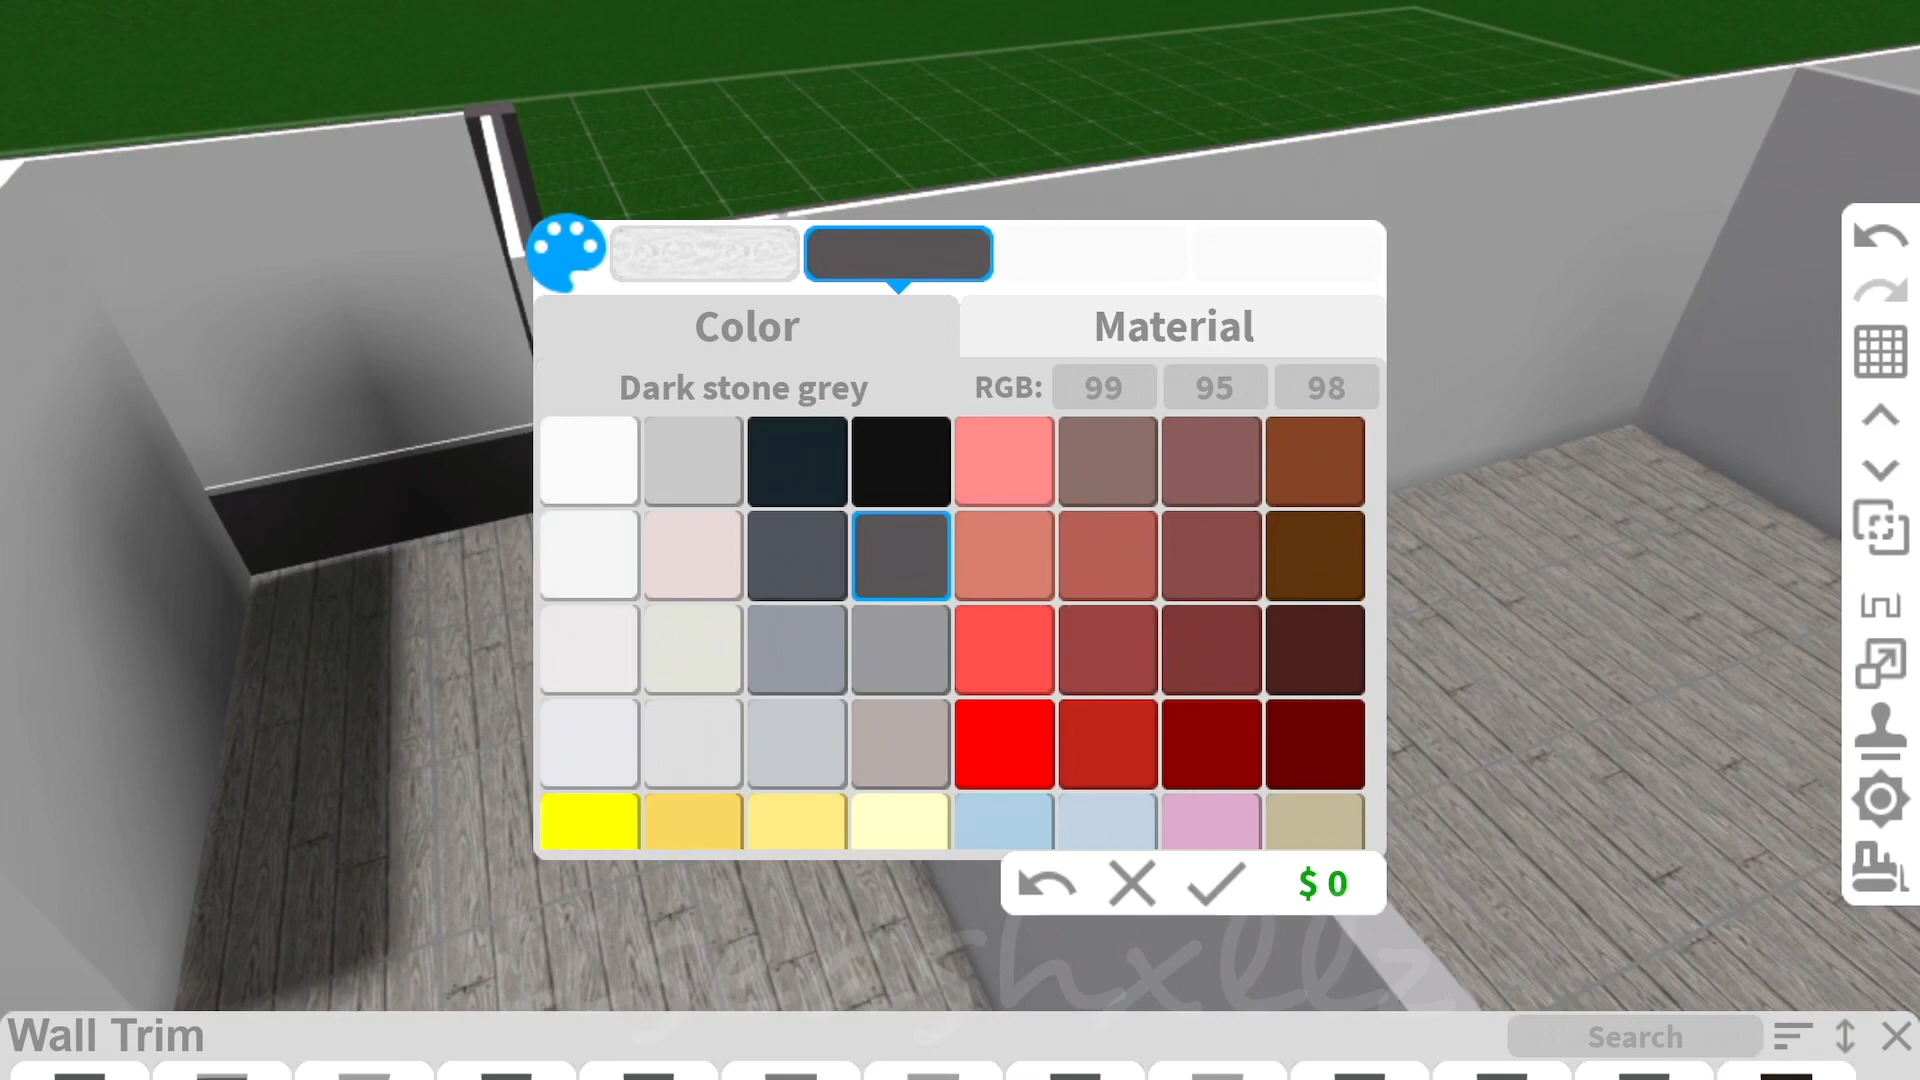 Color
Material
Dark stone grey
RGB: 99 95 98
$ 0
Wall Trim
Search